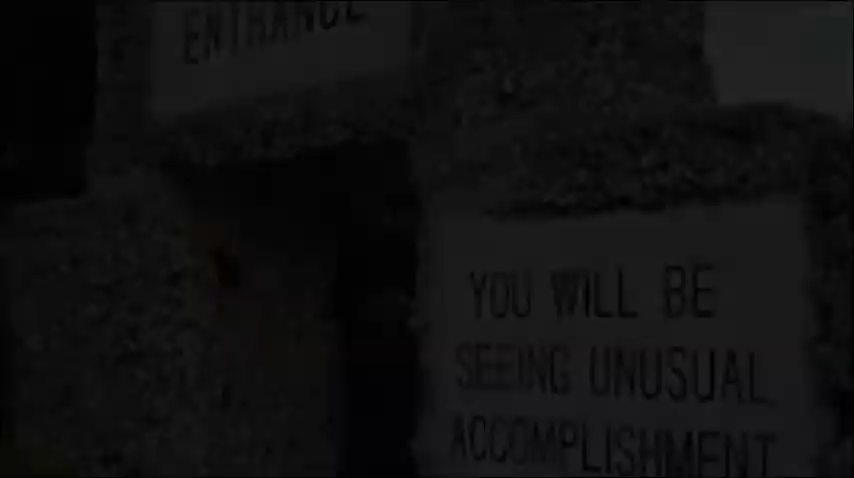 ENTRANCE
YOU WILL BE
SEEING UNUSUAL
ACCOMPLISHMENT